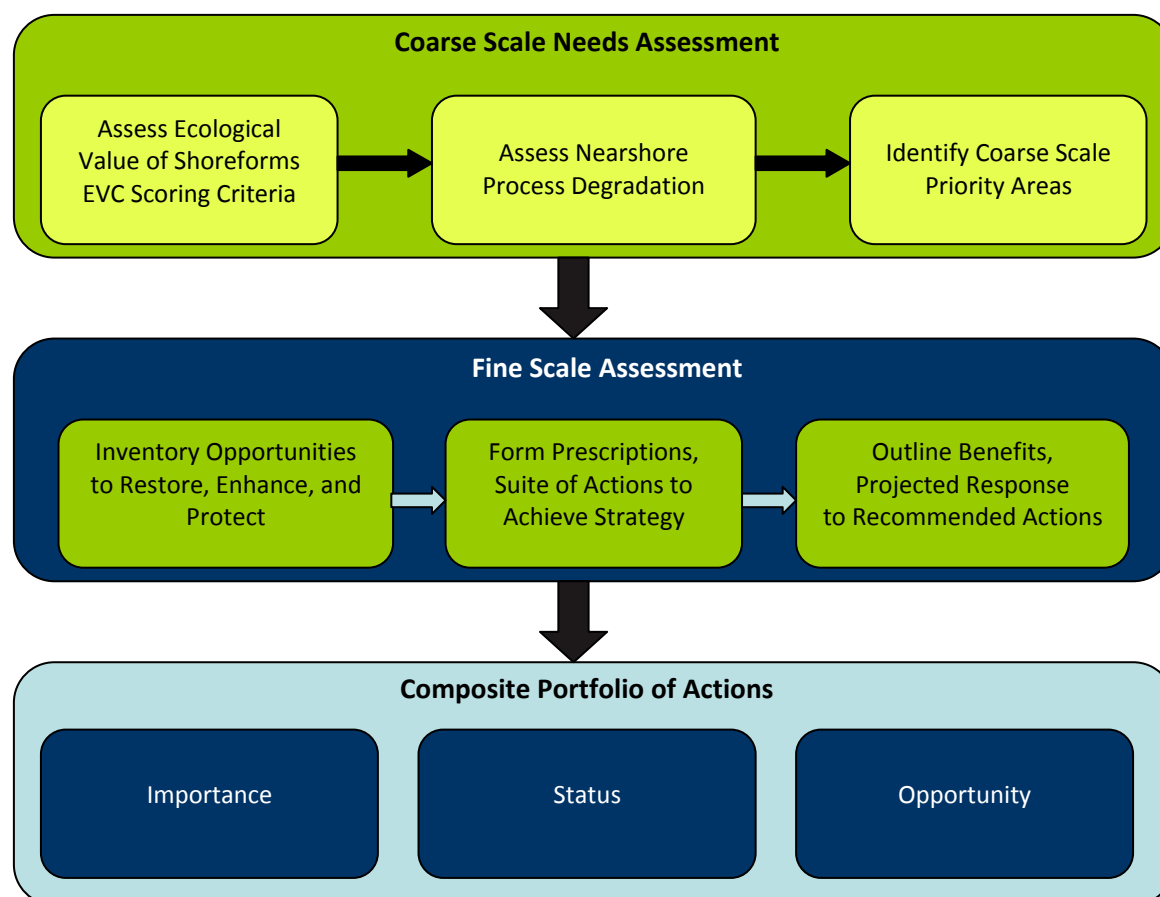 Coarse Scale Needs Assessment
Assess Ecological
Value of Shoreforms
EVC Scoring Criteria
Assess Nearshore
Process Degradation
Identify Coarse Scale
Priority Areas
Fine Scale Assessment
Inventory Opportunities
to Restore, Enhance, and
Protect
Form Prescriptions,
Suite of Actions to
Achieve Strategy
Outline Benefits,
Projected Response
to Recommended Actions
Composite Portfolio of Actions
Importance
Status
Opportunity